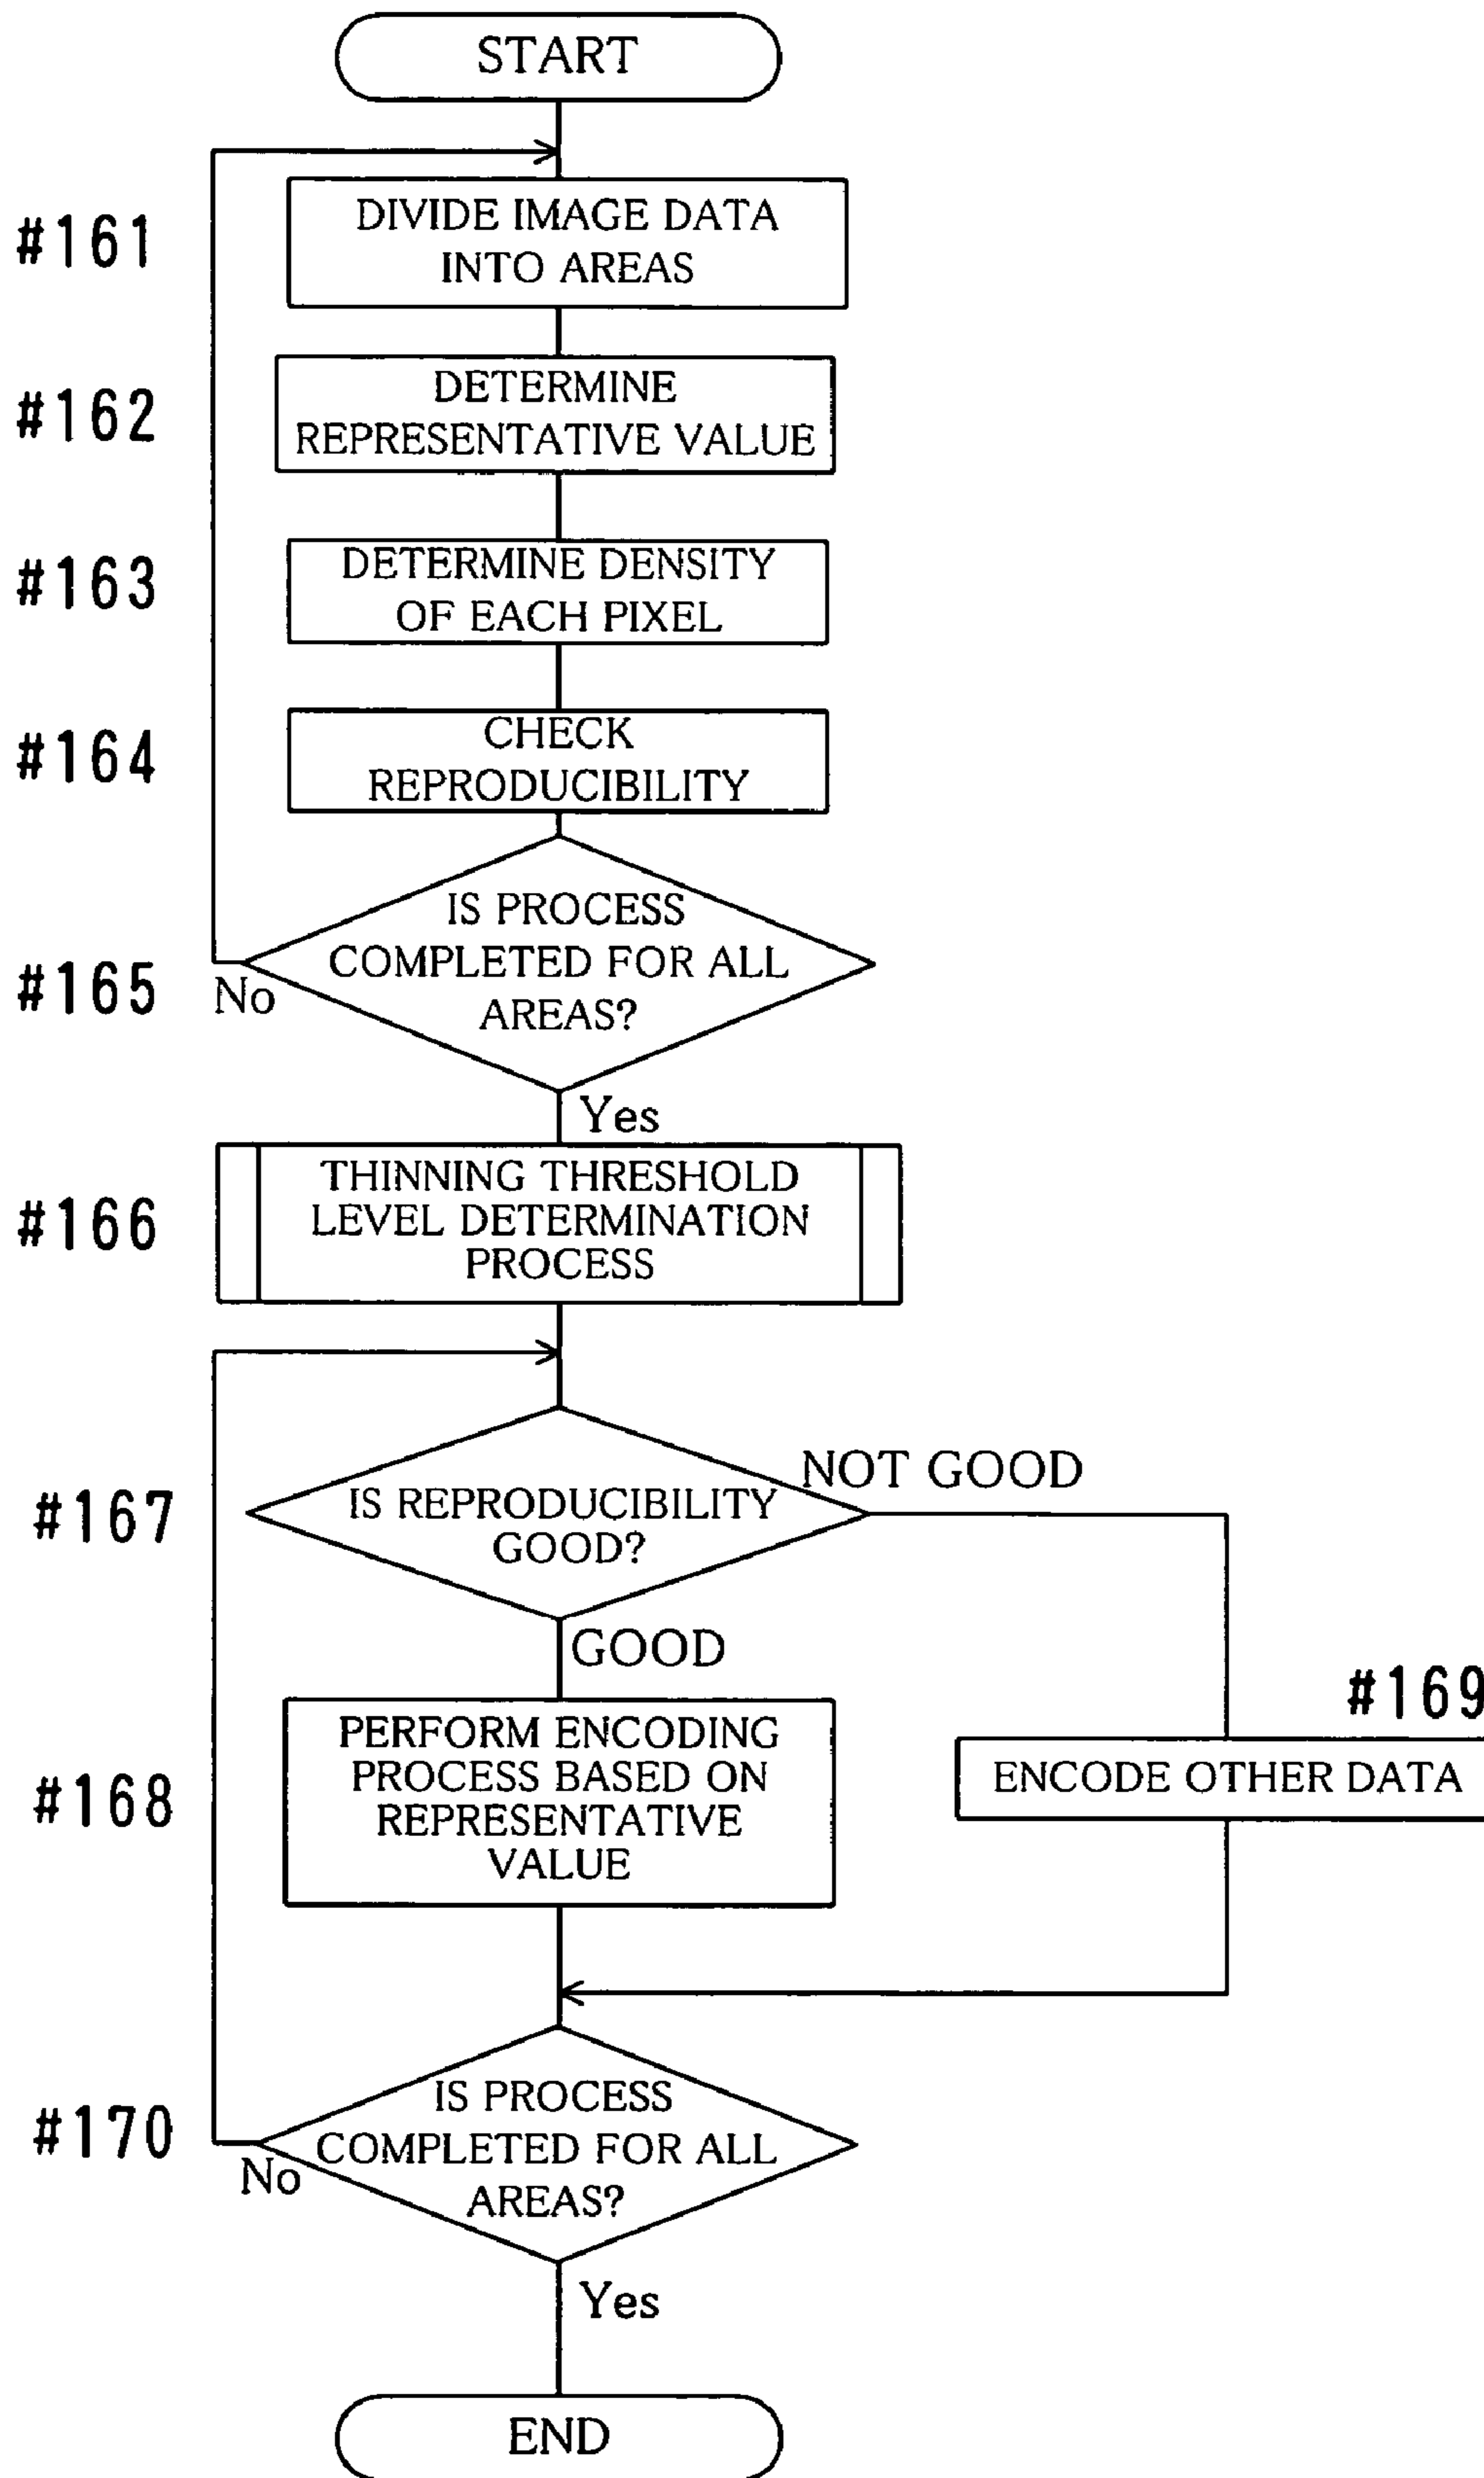 START
#161
DIVIDE IMAGE DATA
INTO AREAS
#162
DETERMINE
REPRESENTATIVE VALUE
#163
DETERMINE DENSITY
OF EACH PIXEL
#164
CHECK
REPRODUCIBILITY
#165
IS PROCESS
COMPLETED FOR ALL
AREAS?
No
Yes
#166
THINNING THRESHOLD
LEVEL DETERMINATION
PROCESS
#167
IS REPRODUCIBILITY
GOOD?
NOT GOOD
GOOD
#168
PERFORM ENCODING
PROCESS BASED ON
REPRESENTATIVE
VALUE
#169
ENCODE OTHER DATA
#170
IS PROCESS
COMPLETED FOR ALL
AREAS?
No
Yes
END